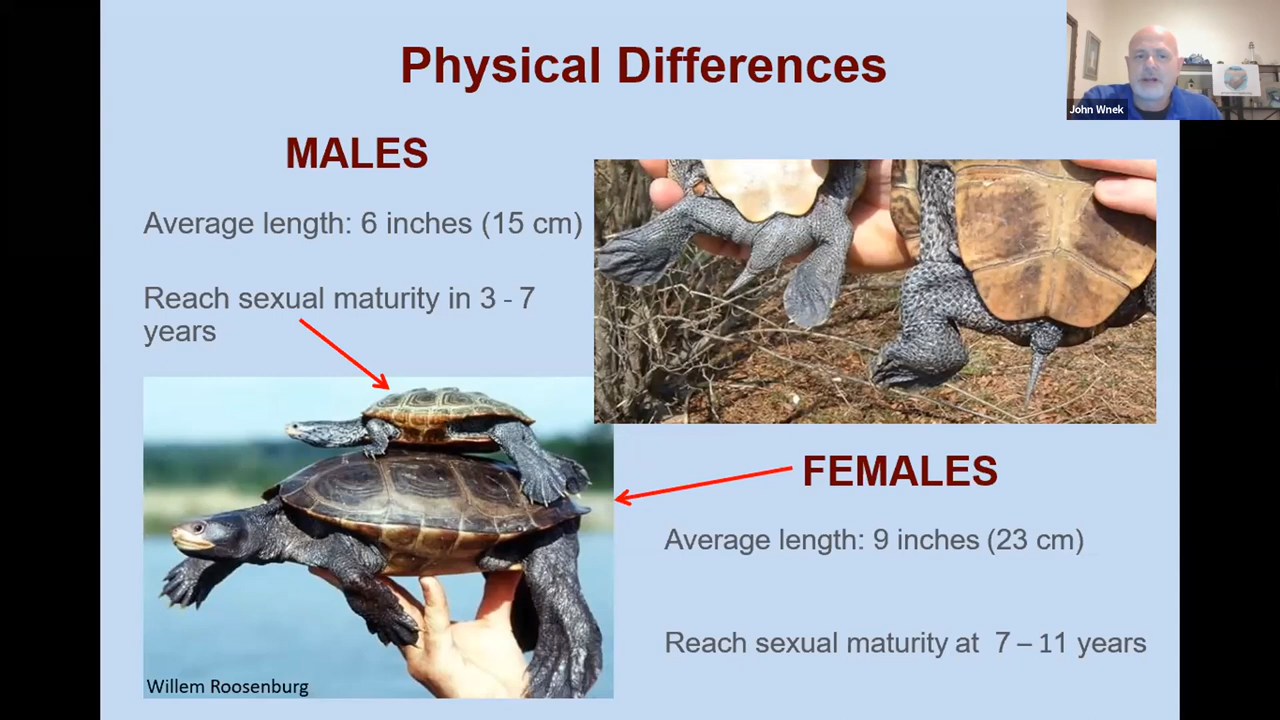 Physical Differences
John Wnek
MALES
Average length: 6 inches (15 cm)
Reach sexual maturity in 3 - 7
years
FEMALES
Average length: 9 inches (23 cm)
Reach sexual maturity at 7 – 11 years
Willem Roosenburg